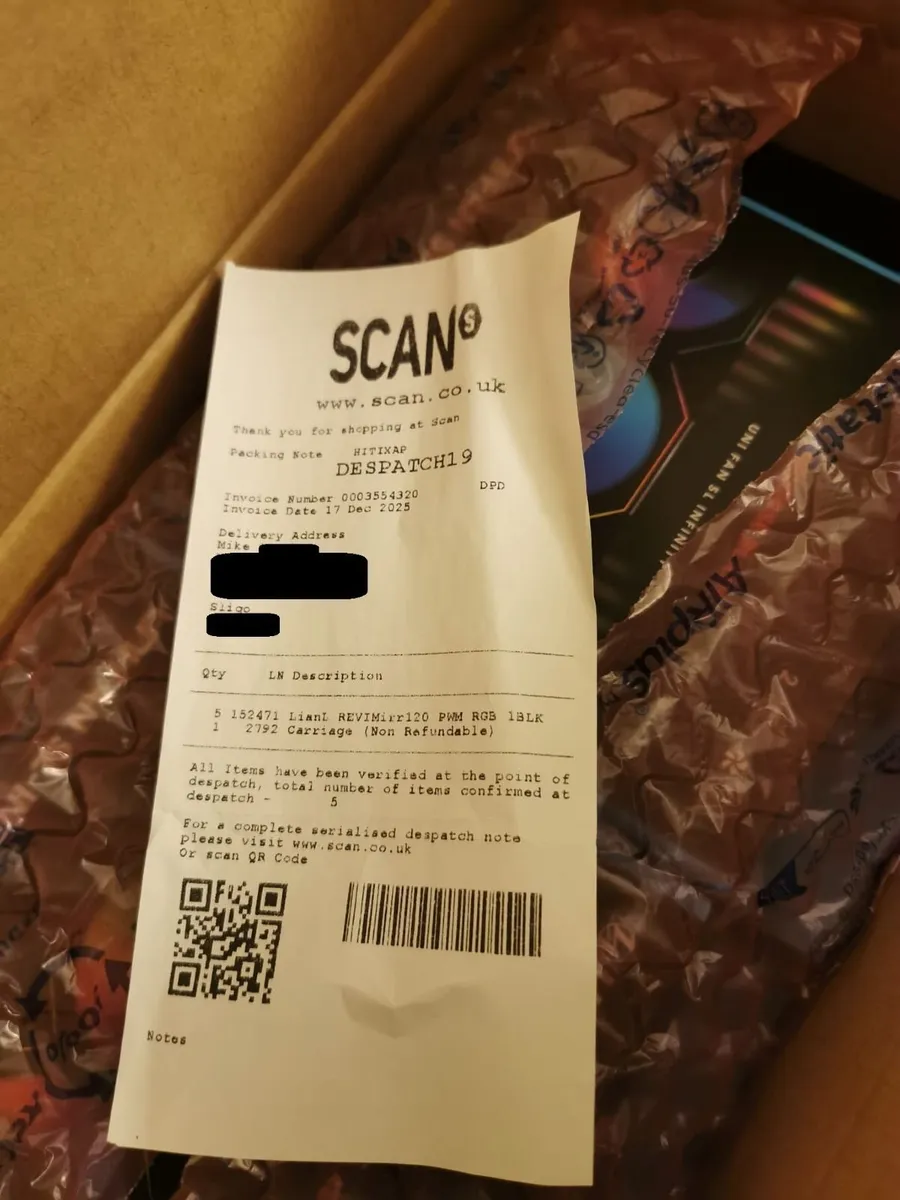 SCAN S
www.scan.co.uk
Thank you for shopping at Scan
Packing Note HITIXAP
DESPATCH19
DPD
Invoice Number 0003554320
Invoice Date 17 Dec 2025
Delivery Address
Mike
Sligo
Qty LN Description
5 152471 LianL REVIMirr120 PWM RGB 1BLK
1 2792 Carriage (Non Refundable)
All Items have been verified at the point of
despatch, total number of items confirmed at
despatch - 5
For a complete serialised despatch note
please visit www.scan.co.uk
Or scan QR Code
Notes
UNI FAN SL INFINI
Airplus